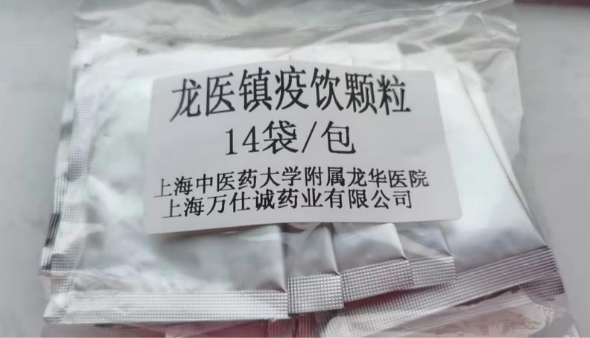 龙医镇疫饮颗粒
14袋/包
上海中医药大学附属龙华医院
上海万仕诚药业有限公司